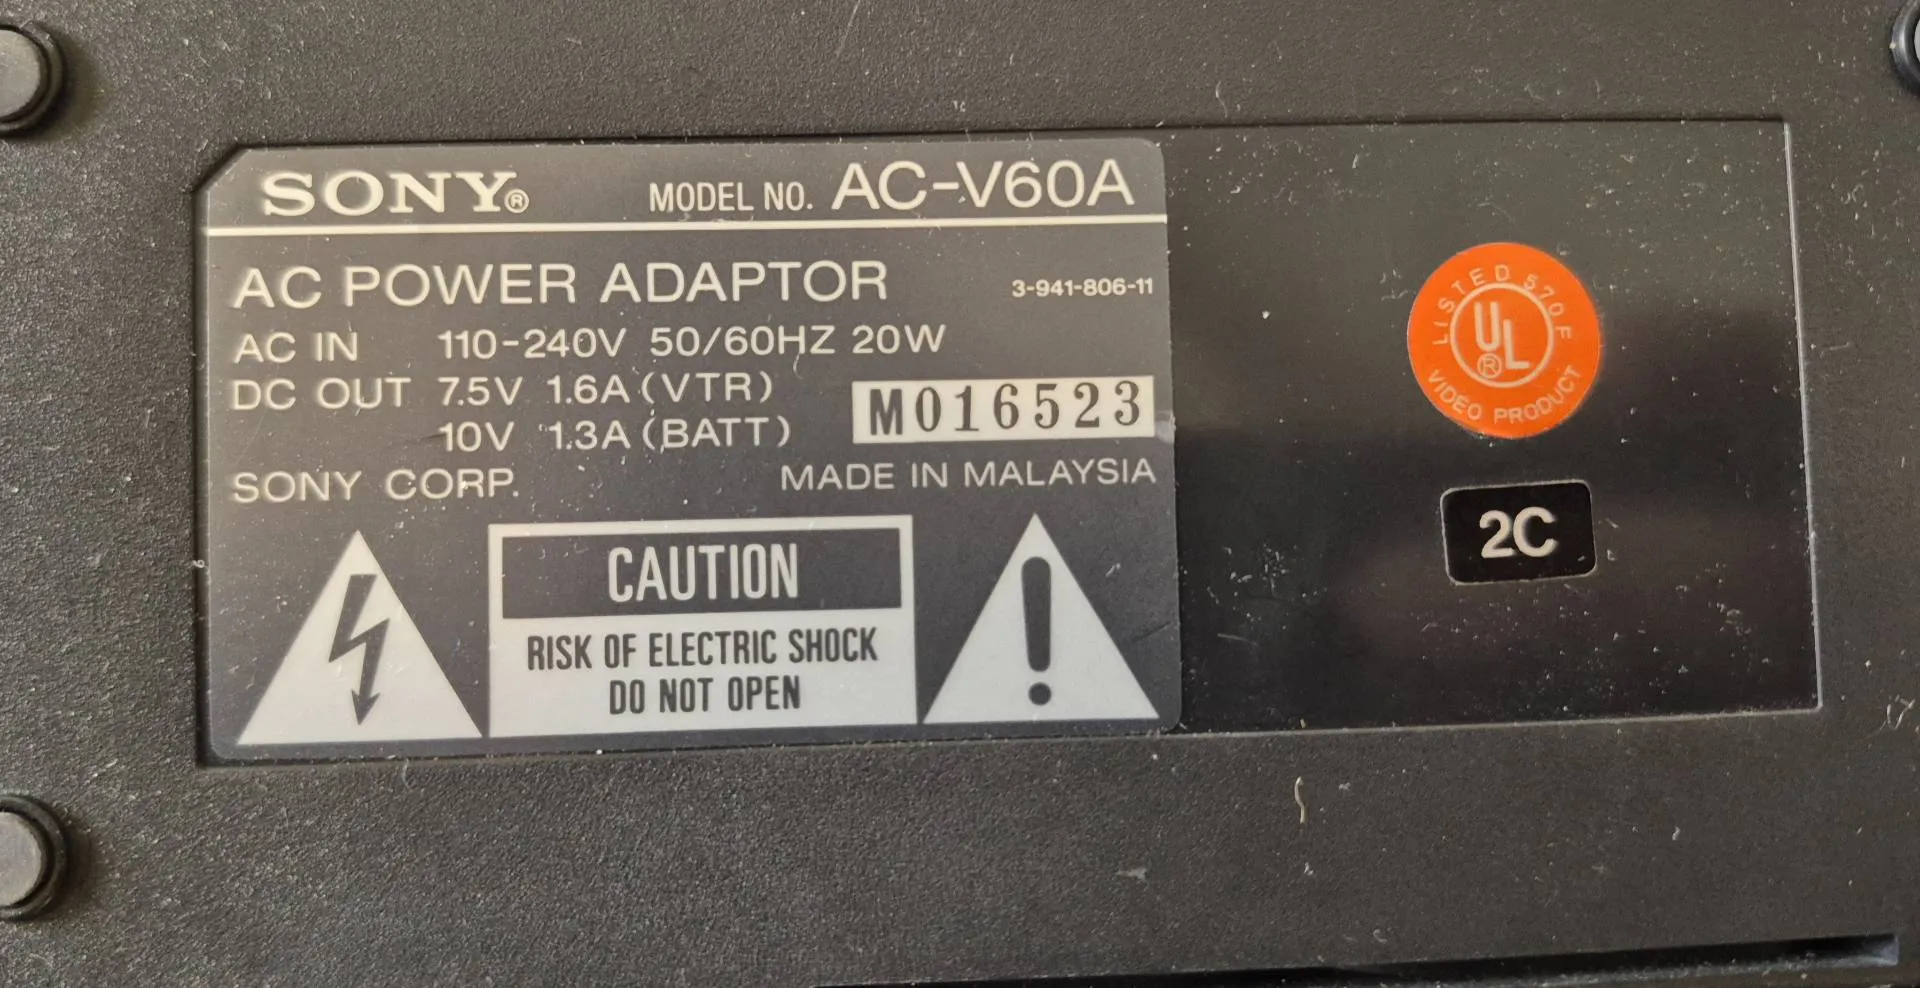 SONY® MODEL NO. AC-V60A
AC POWER ADAPTOR 3-941-806-11
AC IN 110-240V 50/60HZ 20W
DC OUT 7.5V 1.6A (VTR)
10V 1.3A (BATT)
M016523
SONY CORP. MADE IN MALAYSIA
CAUTION
RISK OF ELECTRIC SHOCK
DO NOT OPEN
LISTED 570F
UL®
VIDEO PRODUCT
2C